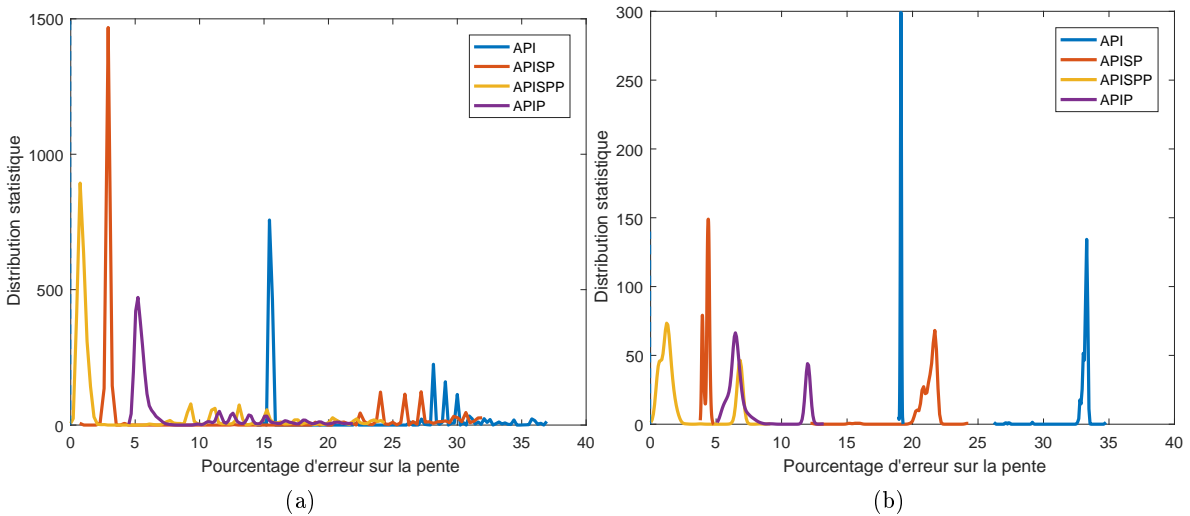 1500
1000
500
0
0 5 10 15 20 25 30 35 40
Distribution statistique
Pourcentage d'erreur sur la pente
API
APISP
APISPP
APIP
(a)
300
250
200
150
100
50
0
0 5 10 15 20 25 30 35 40
Distribution statistique
Pourcentage d'erreur sur la pente
API
APISP
APISPP
APIP
(b)